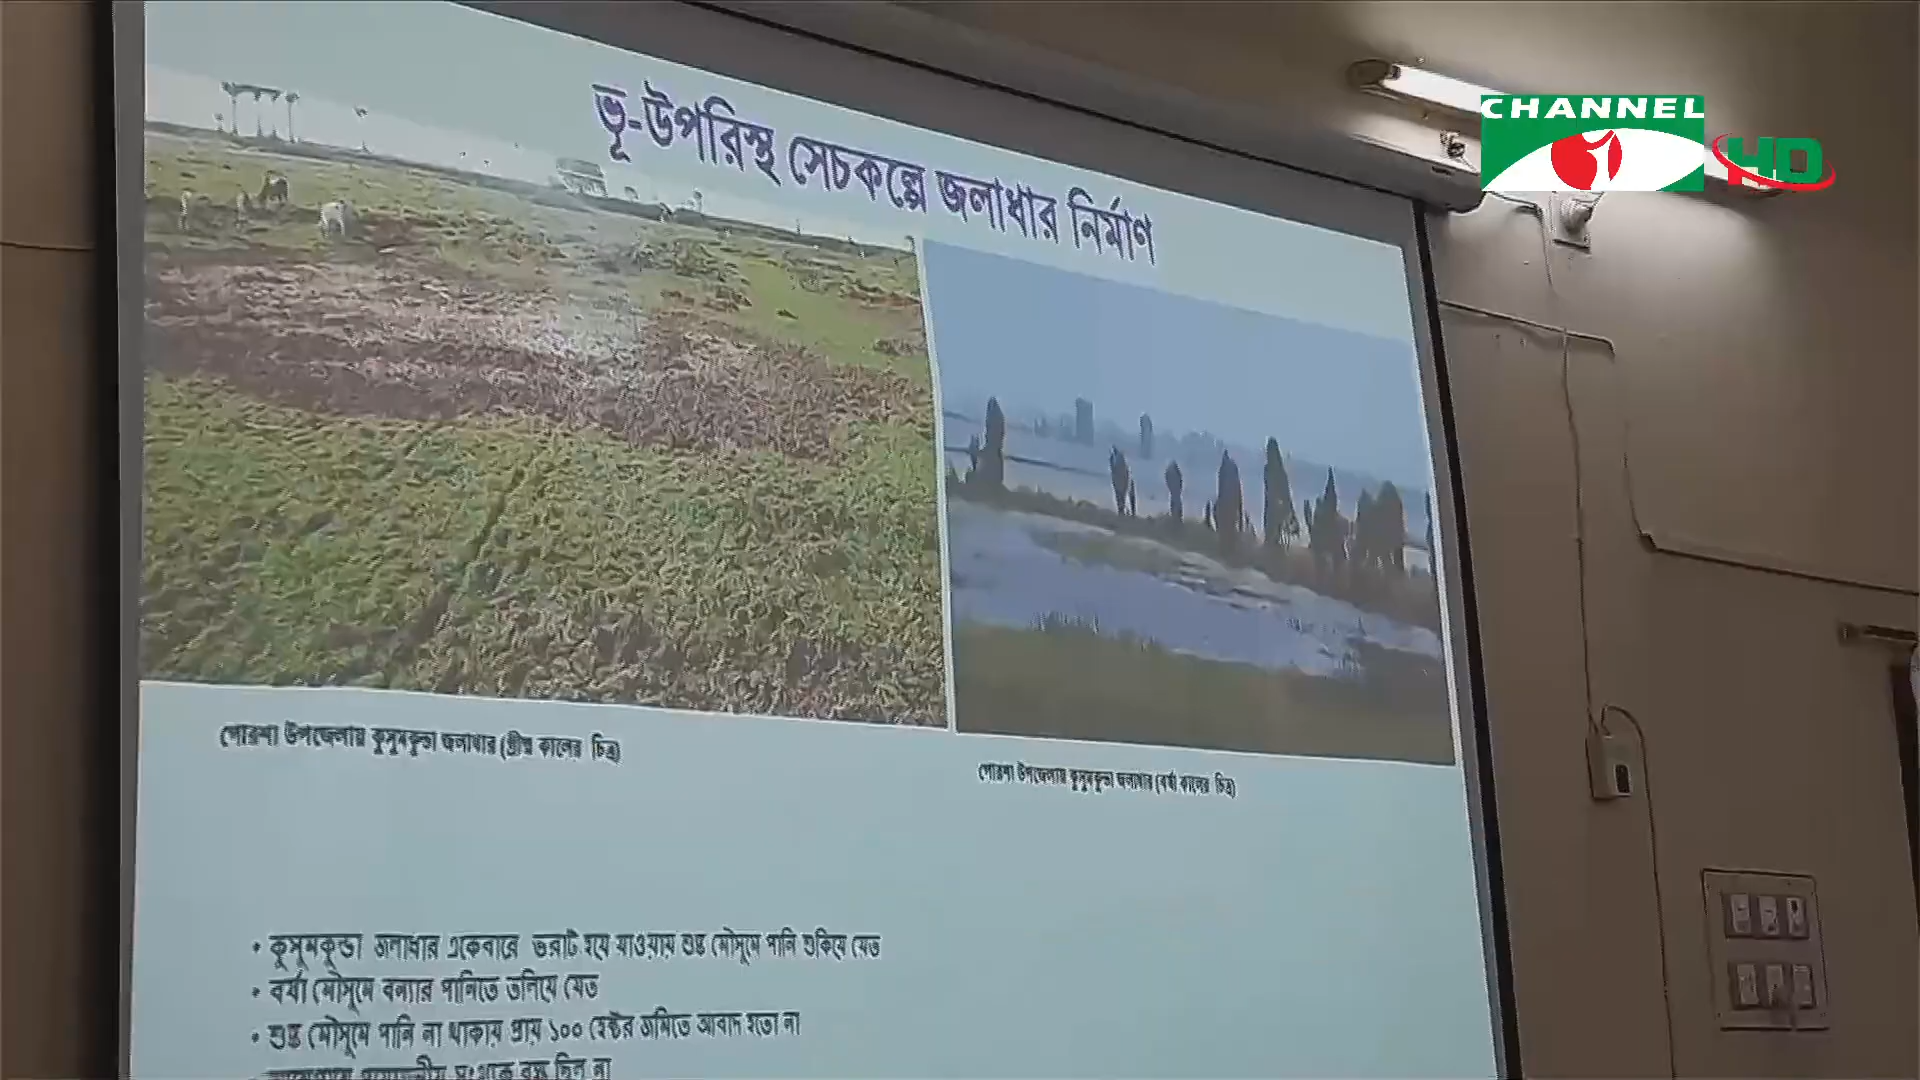 CHANNEL
HD
ভূ-উপরিস্থ সেচকল্পে জলাধার নির্মাণ
পোরশা উপজেলায় কুসুমকুন্ডা জলাধার (গ্রীষ্ম কালের চিত্র)
পোরশা উপজেলায় কুসুমকুন্ডা জলাধার (বর্ষা কালের চিত্র)
• কুসুমকুন্ডা জলাধার একেবারে ভরাট হয়ে যাওয়ায় শুষ্ক মৌসুমে পানি শুকিয়ে যেত
• বর্ষা মৌসুমে বন্যার পানিতে তলিয়ে যেত
• শুষ্ক মৌসুমে পানি না থাকায় প্রায় ১০০ হেক্টর জমিতে আবাদ হতো না